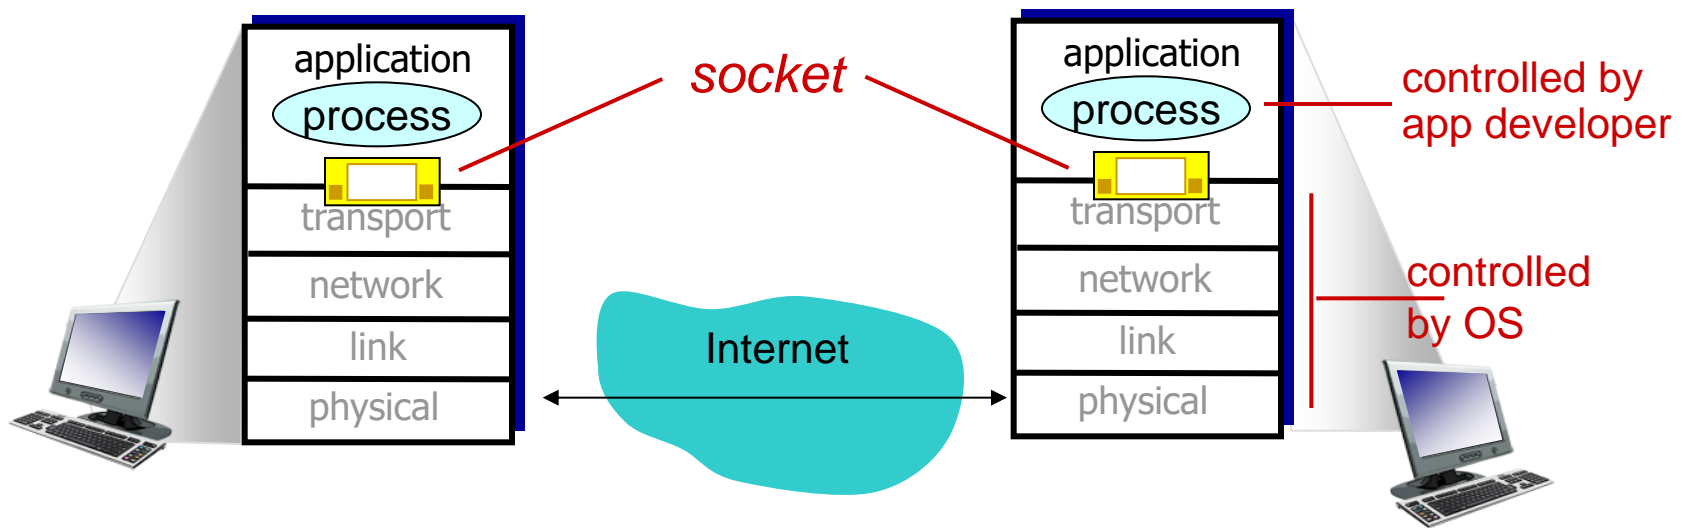 application
process
transport
network
link
physical
socket
Internet
application
process
transport
network
link
physical
controlled by
app developer
controlled
by OS